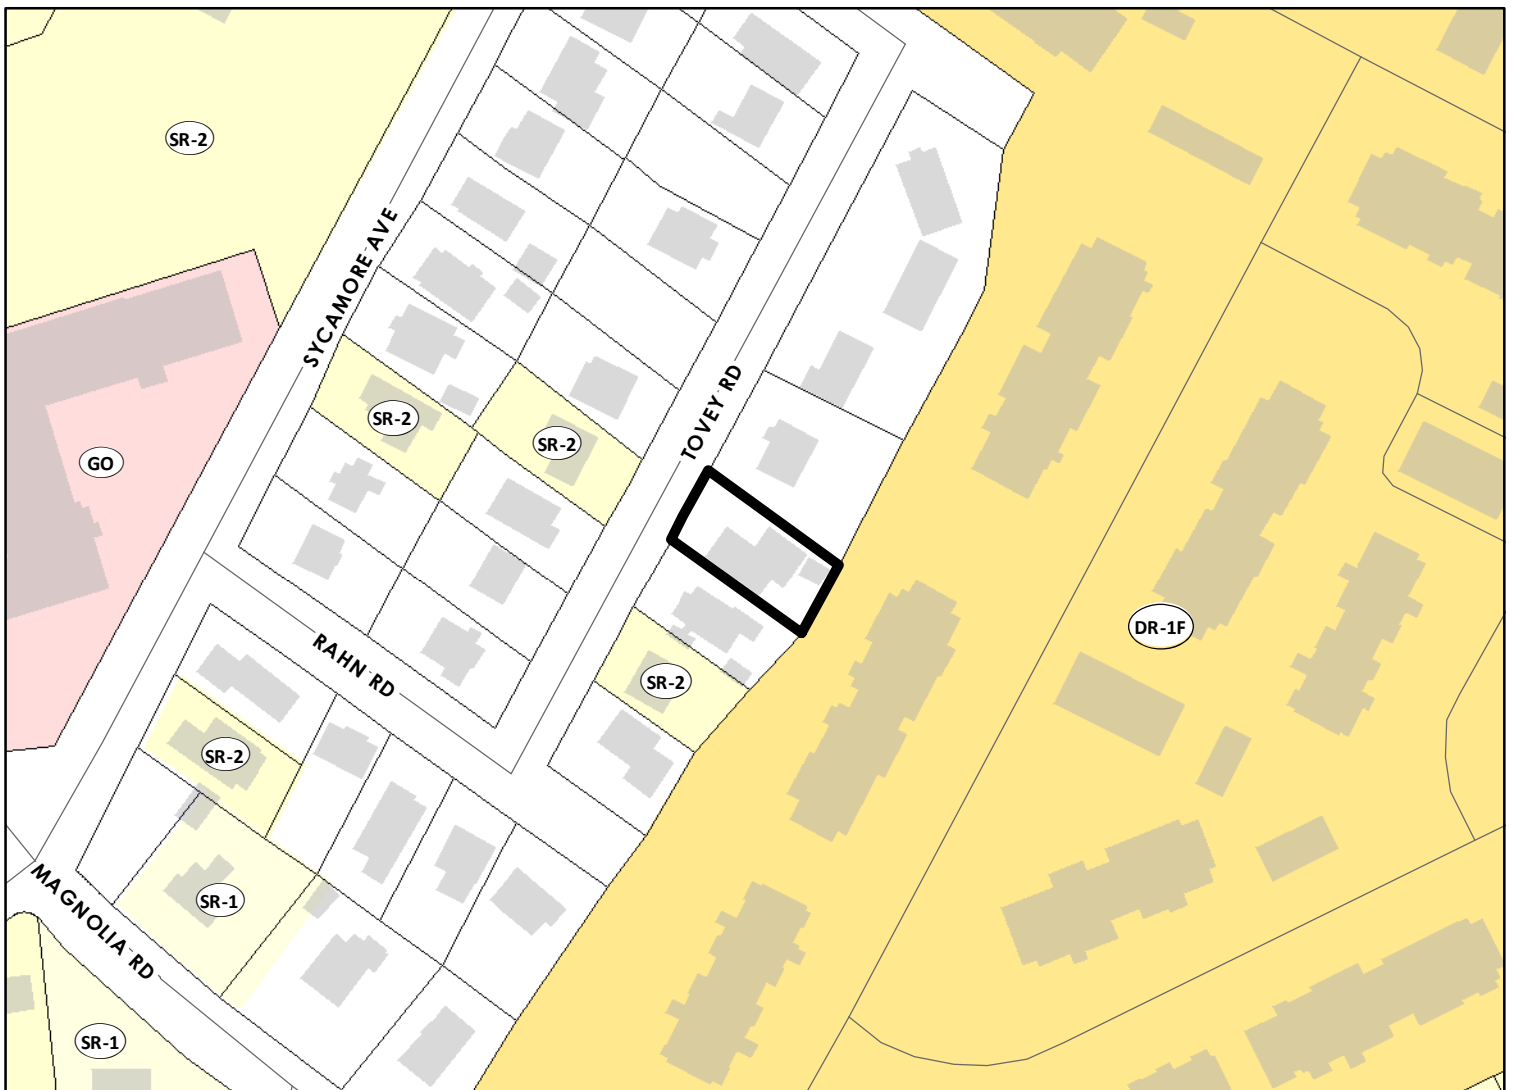 SR-2
SYCAMORE AVE
TOVEY RD
SR-2
SR-2
GO
DR-1F
RAHN RD
SR-2
SR-2
SR-1
MAGNOLIA RD
SR-1